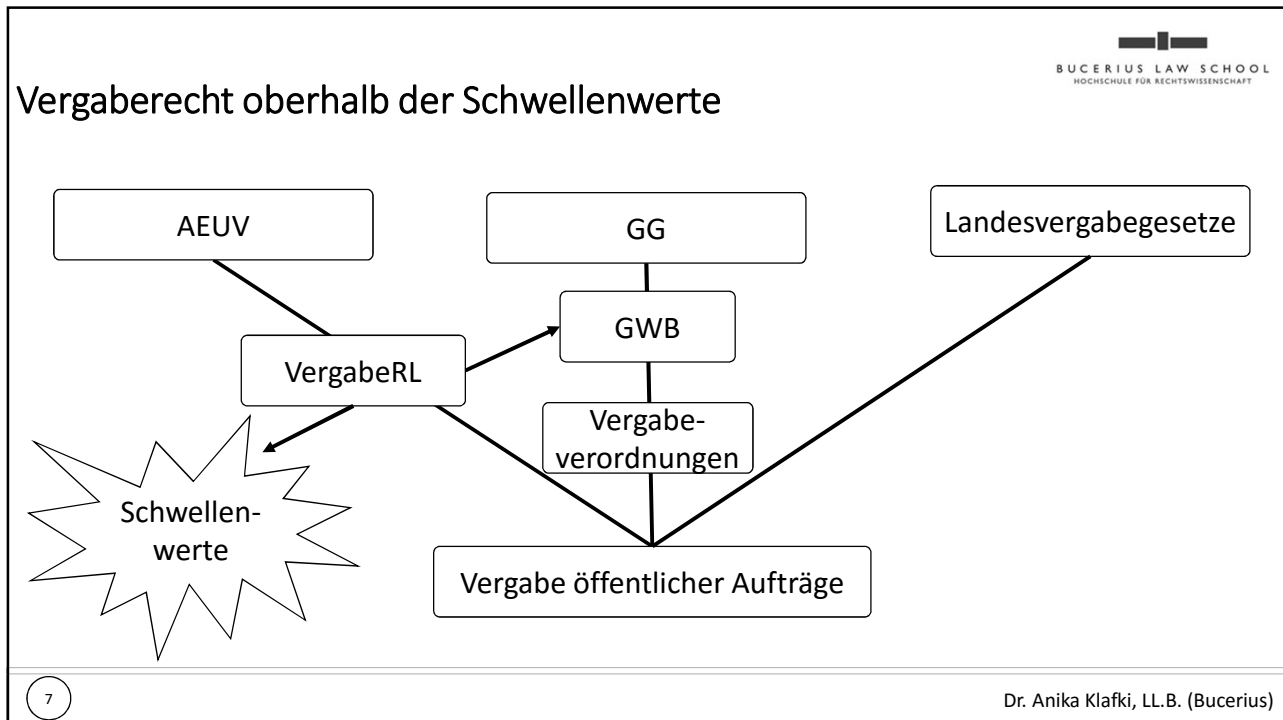 BUCERIUS LAW SCHOOL
HOCHSCHULE FÜR RECHTSWISSENSCHAFT
Vergaberecht oberhalb der Schwellenwerte
AEUV
GG
Landesvergabegesetze
GWB
VergabeRL
Vergabe-
verordnungen
Schwellen-
werte
Vergabe öffentlicher Aufträge
7
Dr. Anika Klafki, LL.B. (Bucerius)